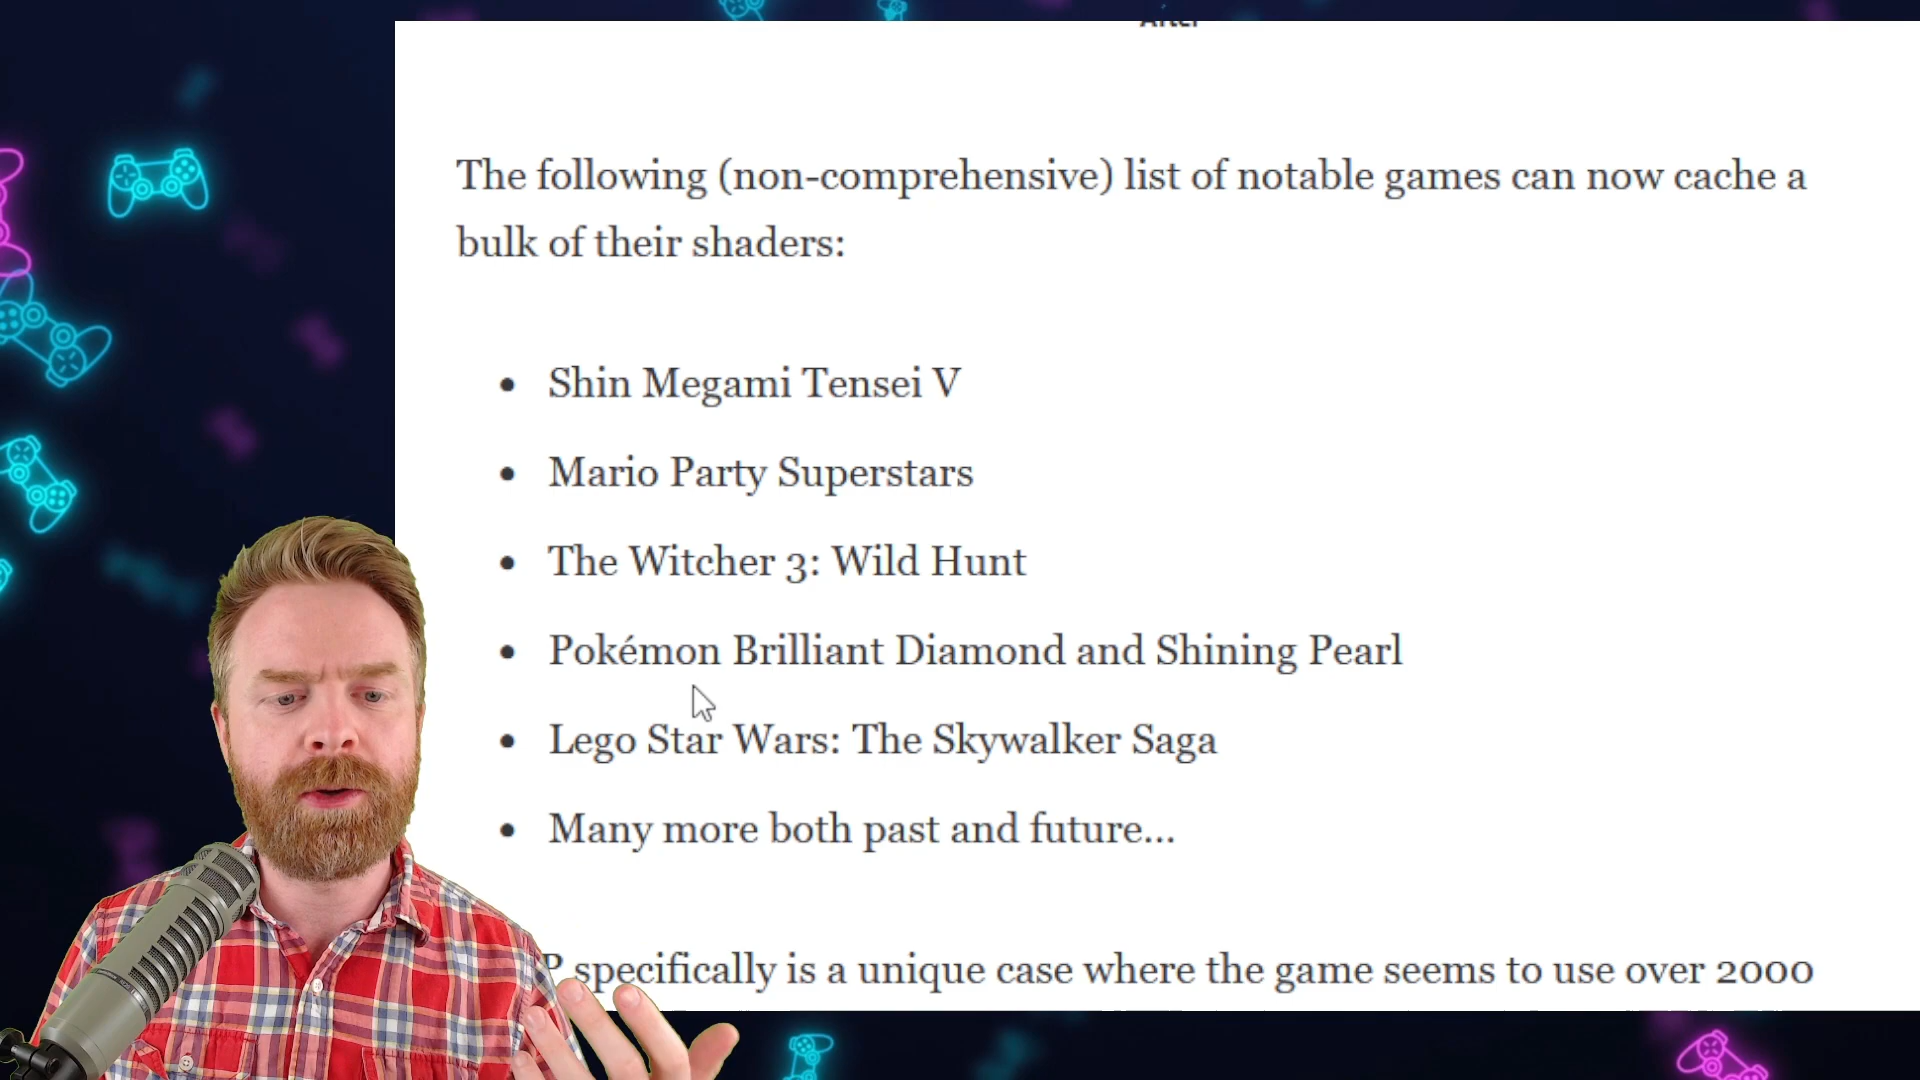 The following (non-comprehensive) list of notable games can now cache a
bulk of their shaders:
• Shin Megami Tensei V
• Mario Party Superstars
• The Witcher 3: Wild Hunt
• Pokémon Brilliant Diamond and Shining Pearl
• Lego Star Wars: The Skywalker Saga
• Many more both past and future...
specifically is a unique case where the game seems to use over 2000